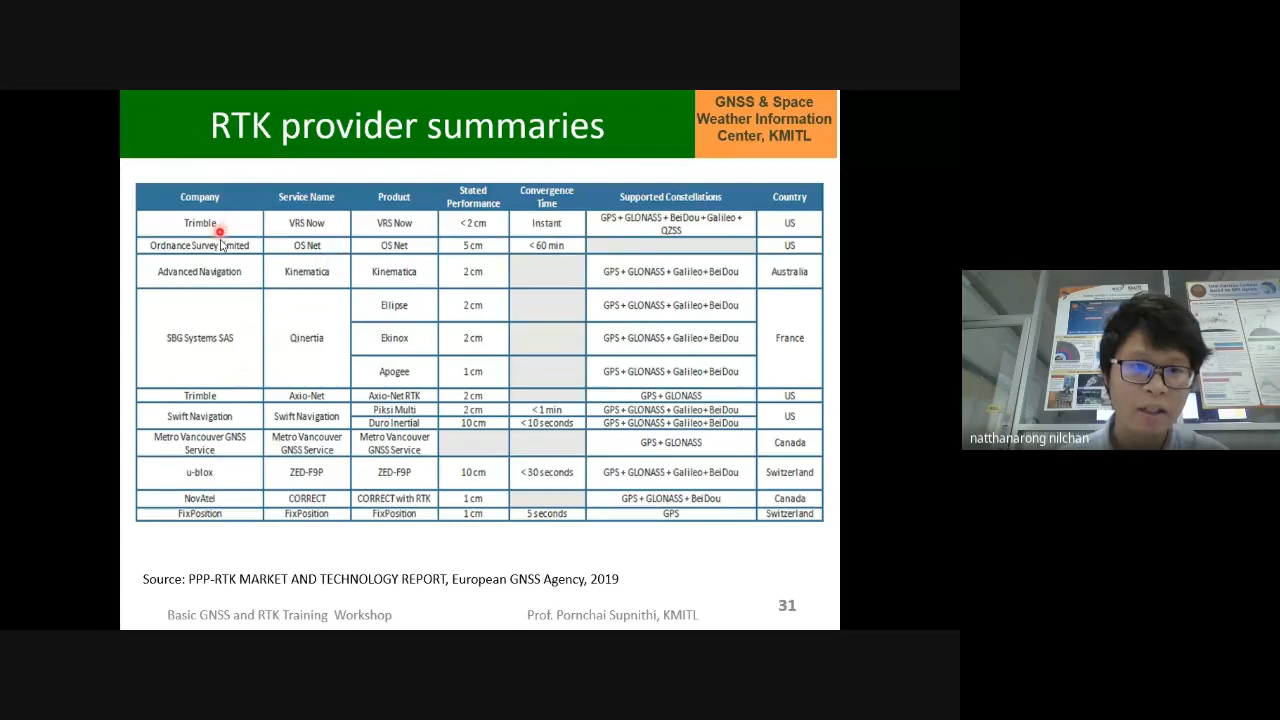 RTK provider summaries
GNSS & Space
Weather Information
Center, KMITL
Company Service Name Product Stated Performance Convergence Time Supported Constellations Country
Trimble VRS Now VRS Now < 2 cm Instant GPS + GLONASS + BeiDou + Galileo + QZSS US
Ordnance Survey Limited OS Net OS Net 5 cm < 60 min US
Advanced Navigation Kinematica Kinematica 2 cm GPS + GLONASS + Galileo + BeiDou Australia
SBG Systems SAS Qinertia Ellipse 2 cm GPS + GLONASS + Galileo + BeiDou France
Ekinox 2 cm GPS + GLONASS + Galileo + BeiDou
Apogee 1 cm GPS + GLONASS + Galileo + BeiDou
Trimble Axio-Net Axio-Net RTK 2 cm GPS + GLONASS US
Swift Navigation Swift Navigation Piksi Multi 2 cm < 1 min GPS + GLONASS + Galileo + BeiDou US
Duro Inertial 10 cm < 10 seconds GPS + GLONASS + Galileo + BeiDou
Metro Vancouver GNSS Service Metro Vancouver GNSS Service Metro Vancouver GNSS Service GPS + GLONASS Canada
u-blox ZED-F9P ZED-F9P 10 cm < 30 seconds GPS + GLONASS + Galileo + BeiDou Switzerland
NovAtel CORRECT CORRECT with RTK 1 cm GPS + GLONASS + BeiDou Canada
FixPosition FixPosition FixPosition 1 cm 5 seconds GPS Switzerland
Source: PPP-RTK MARKET AND TECHNOLOGY REPORT, European GNSS Agency, 2019
Basic GNSS and RTK Training Workshop Prof. Pornchai Supnithi, KMITL 31
natthanarong nilchan